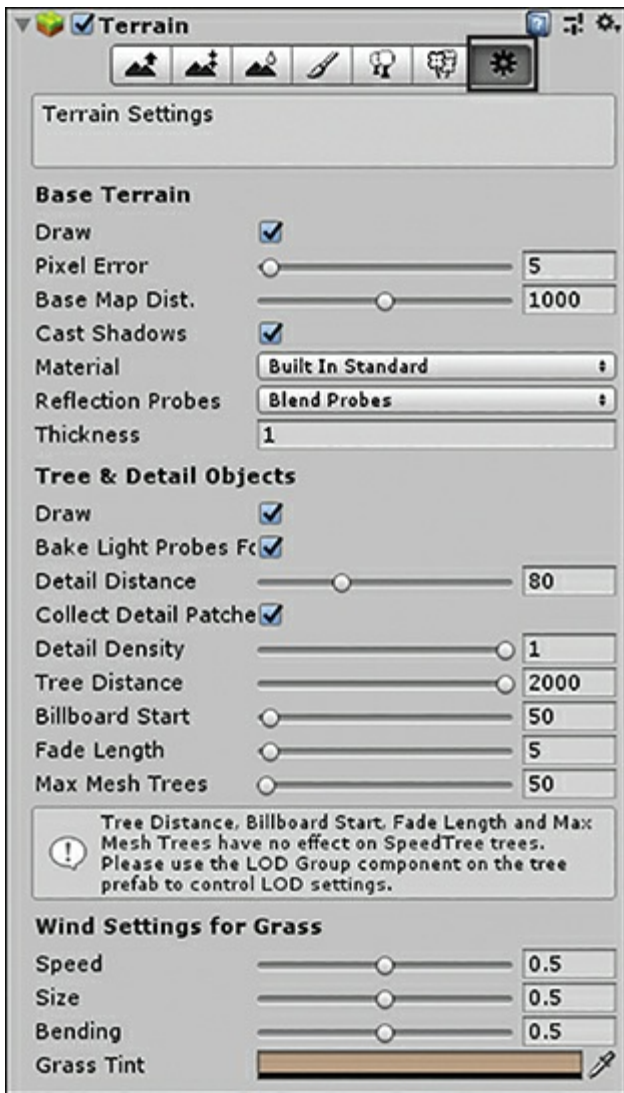 Terrain
Terrain Settings
Base Terrain
Draw
Pixel Error 5
Base Map Dist. 1000
Cast Shadows
Material Built In Standard
Reflection Probes Blend Probes
Thickness 1
Tree & Detail Objects
Draw
Bake Light Probes Fo
Detail Distance 80
Collect Detail Patche
Detail Density 1
Tree Distance 2000
Billboard Start 50
Fade Length 5
Max Mesh Trees 50
Tree Distance, Billboard Start, Fade Length and Max
Mesh Trees have no effect on SpeedTree trees.
Please use the LOD Group component on the tree
prefab to control LOD settings.
Wind Settings for Grass
Speed 0.5
Size 0.5
Bending 0.5
Grass Tint